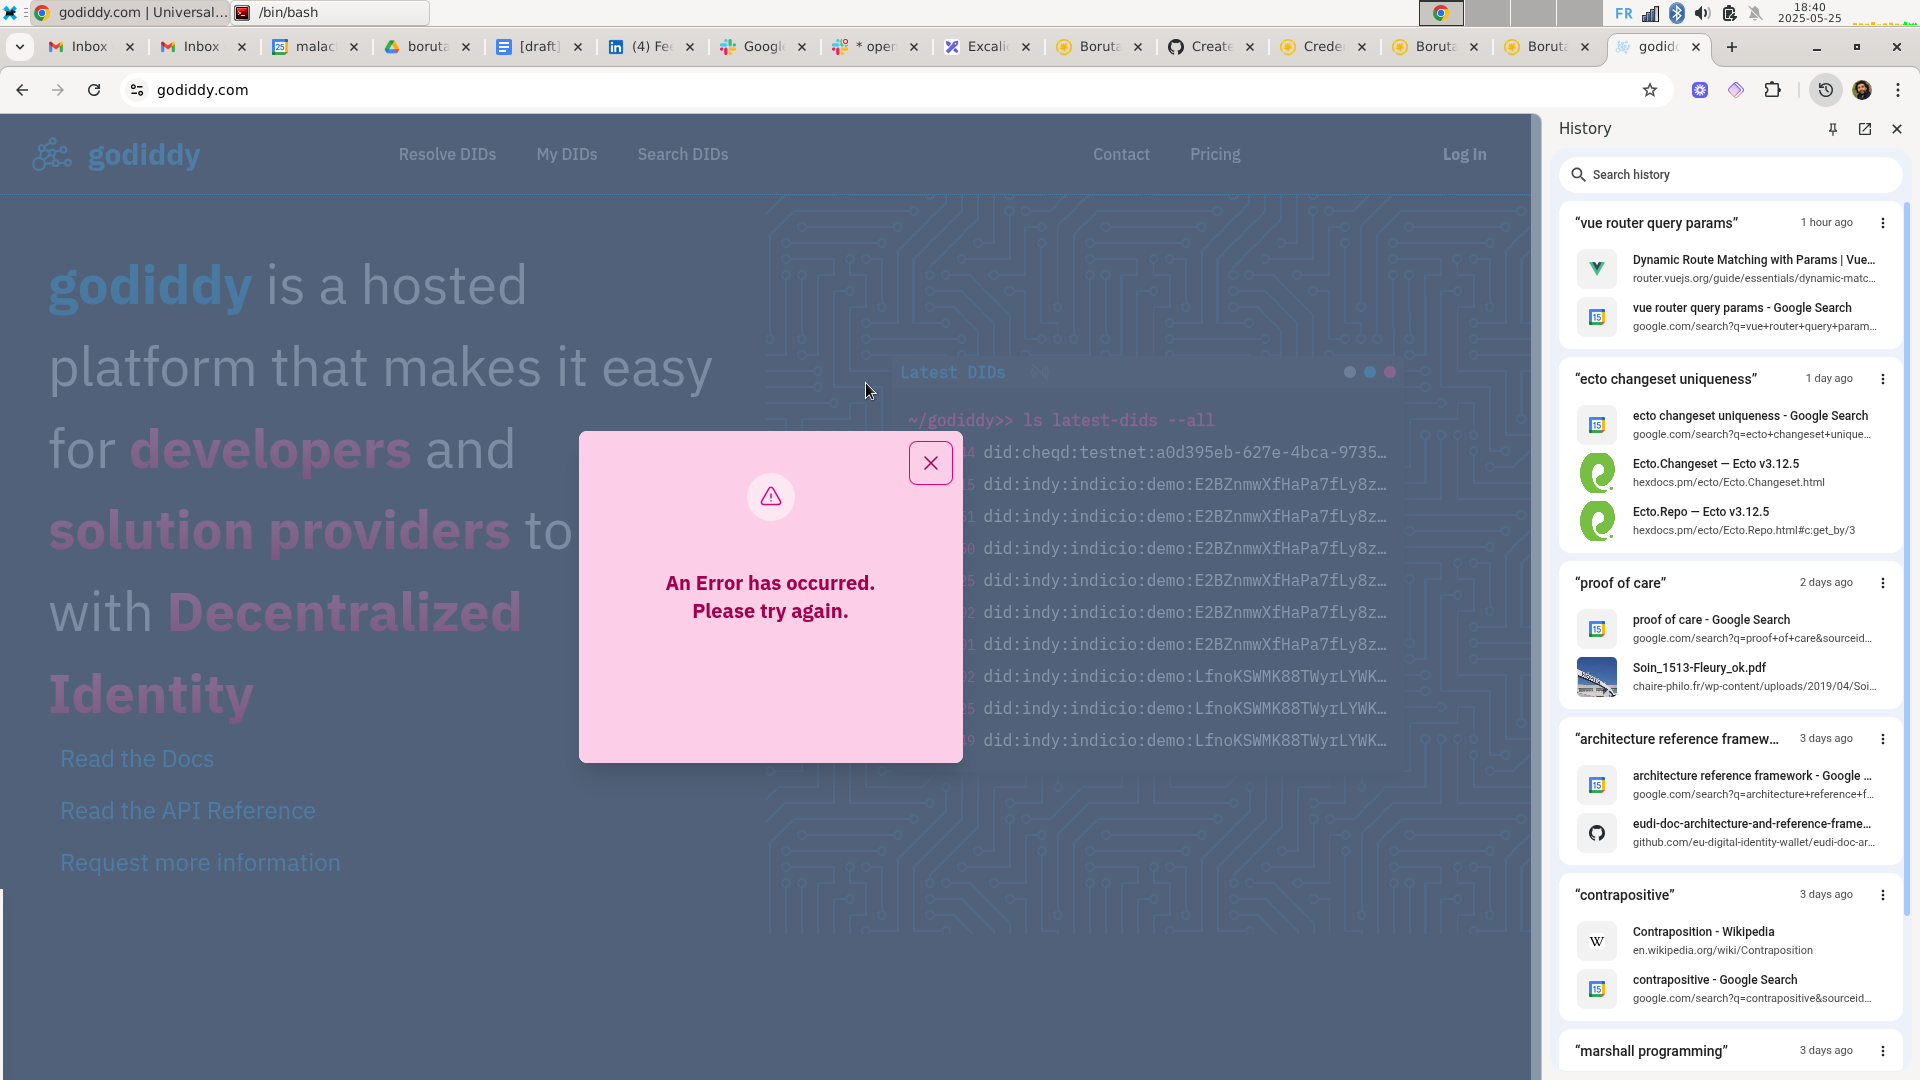 godiddy.com | Universal...
/bin/bash
FR
18:40
2025-05-25
Inbox
Inbox
malac
boruta
[draft]
(4) Fee
Google
* open
Excali
Boruta
Create
Creden
Boruta
Boruta
godidd
godiddy.com
godiddy
Resolve DIDs
My DIDs
Search DIDs
Contact
Pricing
Log in
godiddy is a hosted
platform that makes it easy
for developers and
solution providers to
with Decentralized
Identity
Read the Docs
Read the API Reference
Request more information
Latest DIDs
~/godiddy>> ls latest-dids --all
did:cheqd:testnet:a0d395eb-627e-4bca-9735…
did:indy:indicio:demo:E2BZnmwXfHaPa7fLy8z…
did:indy:indicio:demo:E2BZnmwXfHaPa7fLy8z…
did:indy:indicio:demo:E2BZnmwXfHaPa7fLy8z…
did:indy:indicio:demo:E2BZnmwXfHaPa7fLy8z…
did:indy:indicio:demo:E2BZnmwXfHaPa7fLy8z…
did:indy:indicio:demo:E2BZnmwXfHaPa7fLy8z…
did:indy:indicio:demo:LfnoKSWMK88TWyrLYWK…
did:indy:indicio:demo:LfnoKSWMK88TWyrLYWK…
did:indy:indicio:demo:LfnoKSWMK88TWyrLYWK…
An Error has occurred.
Please try again.
History
Search history
“vue router query params”
1 hour ago
Dynamic Route Matching with Params | Vue…
router.vuejs.org/guide/essentials/dynamic-matc…
vue router query params - Google Search
google.com/search?q=vue+router+query+param…
“ecto changeset uniqueness”
1 day ago
ecto changeset uniqueness - Google Search
google.com/search?q=ecto+changeset+unique…
Ecto.Changeset — Ecto v3.12.5
hexdocs.pm/ecto/Ecto.Changeset.html
Ecto.Repo — Ecto v3.12.5
hexdocs.pm/ecto/Ecto.Repo.html#c:get_by/3
“proof of care”
2 days ago
proof of care - Google Search
google.com/search?q=proof+of+care&sourceid…
Soin_1513-Fleury_ok.pdf
chaire-philo.fr/wp-content/uploads/2019/04/Soi…
“architecture reference framew…
3 days ago
architecture reference framework - Google …
google.com/search?q=architecture+reference+f…
eudi-doc-architecture-and-reference-frame…
github.com/eu-digital-identity-wallet/eudi-doc-ar…
“contrapositive”
3 days ago
Contraposition - Wikipedia
en.wikipedia.org/wiki/Contraposition
contrapositive - Google Search
google.com/search?q=contrapositive&sourceid…
“marshall programming”
3 days ago